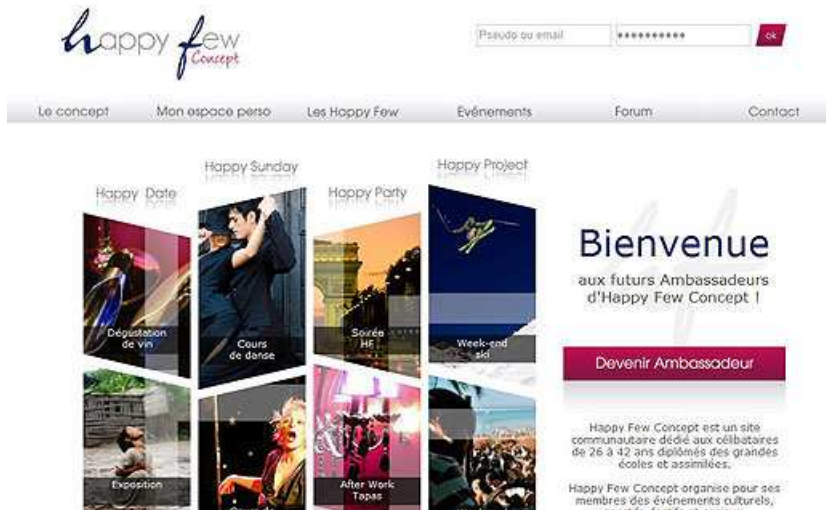 happy few
Concept
Pseudo ou email
**********
ok
Le concept
Mon espace perso
Les Happy Few
Evénements
Forum
Contact
Happy Date
Happy Sunday
Happy Party
Happy Project
Dégustation
de vin
Cours
de danse
Soirée
HF
Week-end
ski
Exposition
After Work
Tapas
Bienvenue
aux futurs Ambassadeurs
d'Happy Few Concept !
Devenir Ambassadeur
Happy Few Concept est un site
communautaire dédié aux célibataires
de 26 à 42 ans diplômés des grandes
écoles et assimilées.
Happy Few Concept organise pour ses
membres des événements culturels,